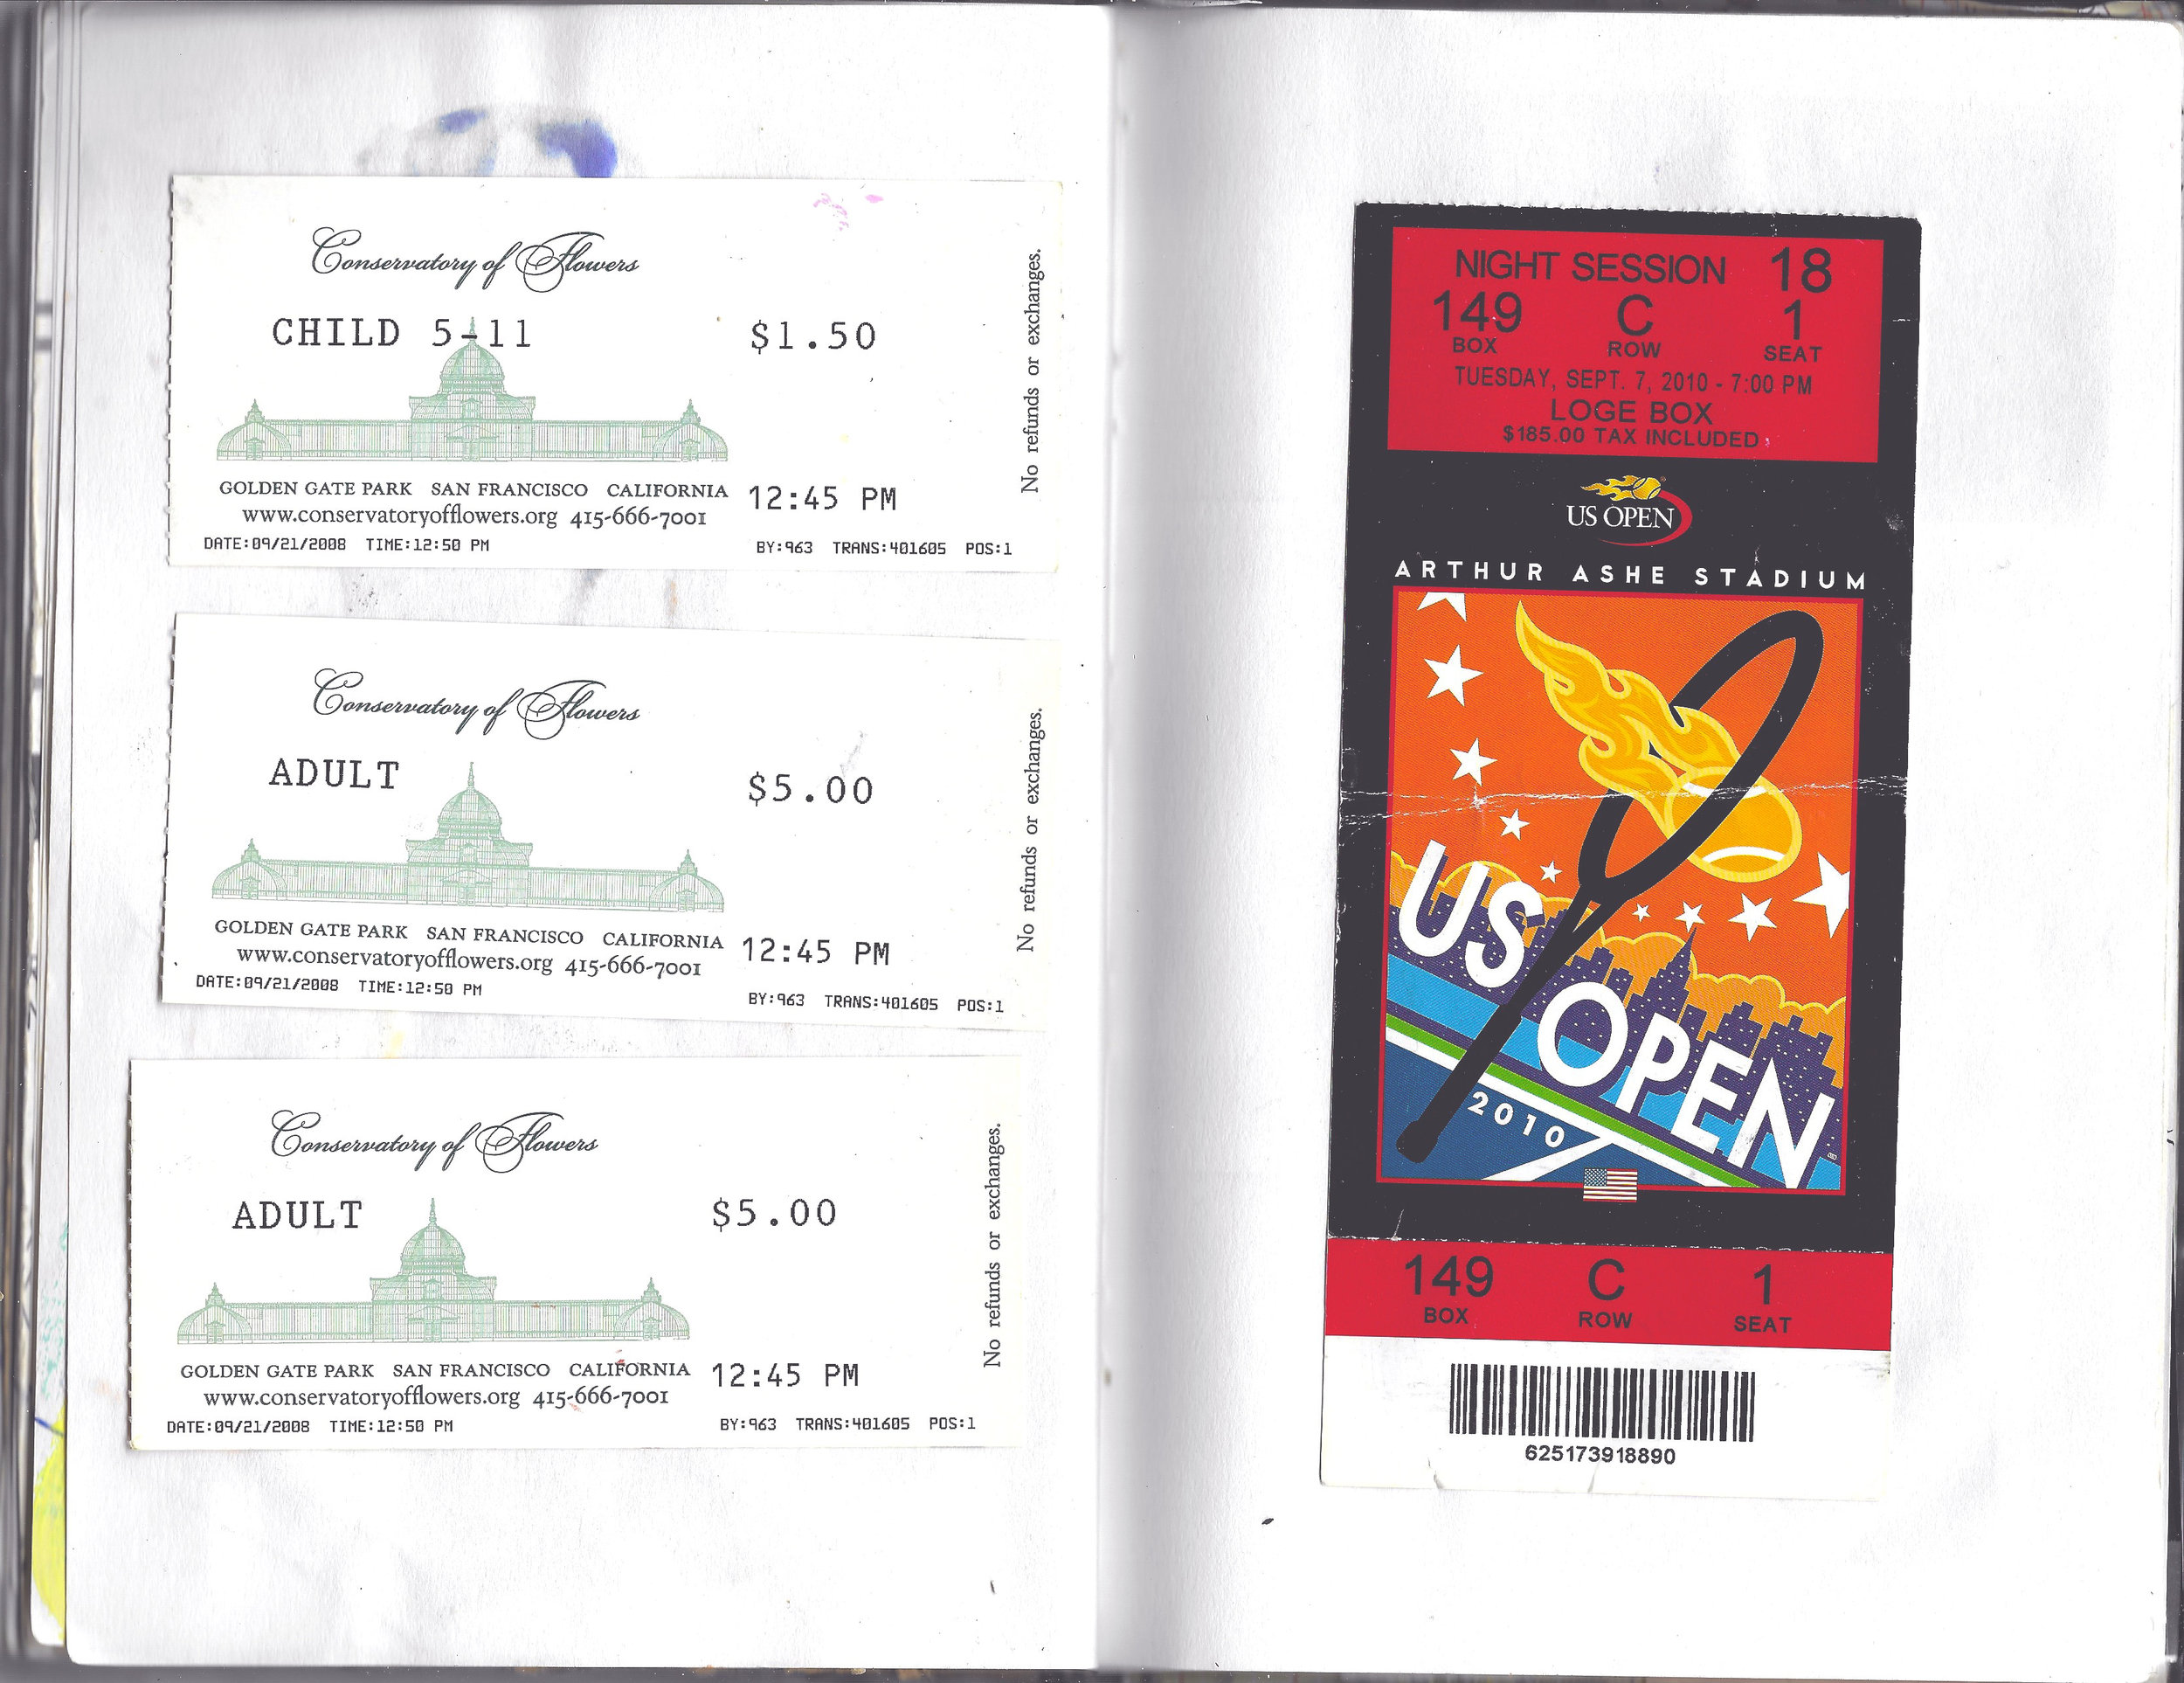 Conservatory of Flowers
CHILD 5-11
$1.50
GOLDEN GATE PARK SAN FRANCISCO CALIFORNIA
12:45 PM
www.conservatoryofflowers.org 415-666-7001
DATE:09/21/2008 TIME:12:50 PM
BY:963 TRANS:401605 POS:1
No refunds or exchanges.
Conservatory of Flowers
ADULT
$5.00
GOLDEN GATE PARK SAN FRANCISCO CALIFORNIA
12:45 PM
www.conservatoryofflowers.org 415-666-7001
DATE:09/21/2008 TIME:12:50 PM
BY:963 TRANS:401605 POS:1
No refunds or exchanges.
Conservatory of Flowers
ADULT
$5.00
GOLDEN GATE PARK SAN FRANCISCO CALIFORNIA
12:45 PM
www.conservatoryofflowers.org 415-666-7001
DATE:09/21/2008 TIME:12:50 PM
BY:963 TRANS:401605 POS:1
No refunds or exchanges.
NIGHT SESSION 18
149 C 1
BOX ROW SEAT
TUESDAY, SEPT. 7, 2010 - 7:00 PM
LOGE BOX
$185.00 TAX INCLUDED
US OPEN
ARTHUR ASHE STADIUM
US OPEN
2010
149 C 1
BOX ROW SEAT
625173918890